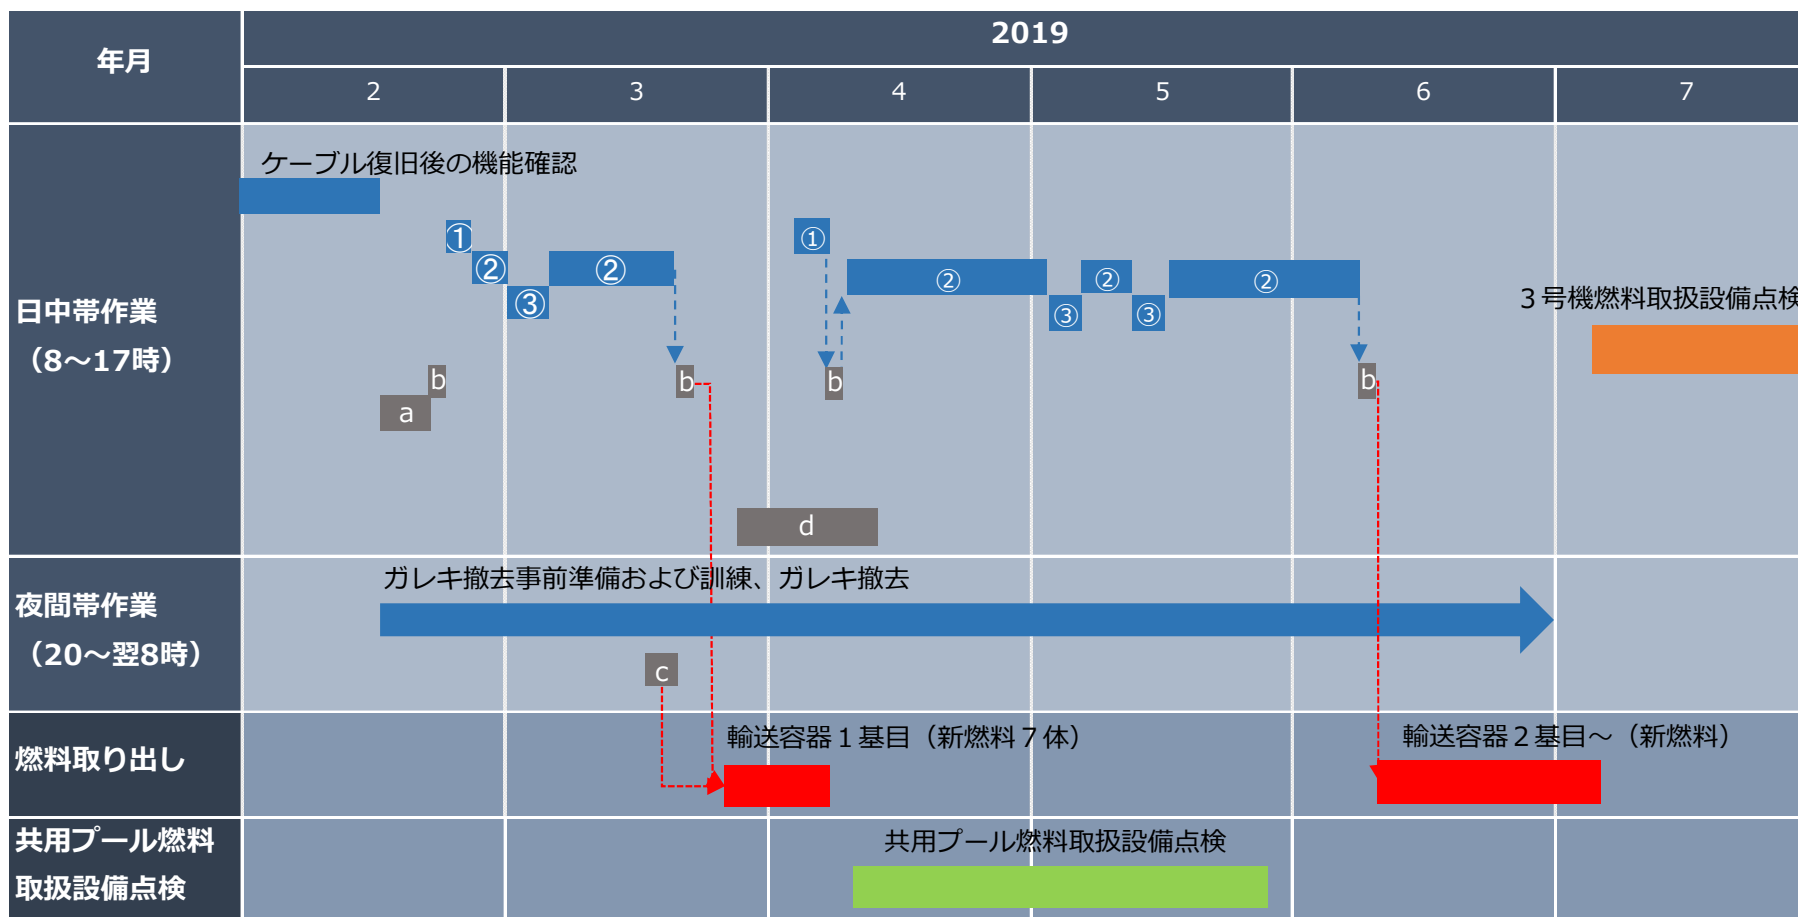 年月
2019
2 3 4 5 6 7
日中帯作業
（8～17時）
ケーブル復旧後の機能確認
① ①
② ② ② ② ②
③ ③ ③
3号機燃料取扱設備点検
b b b b
a
d
夜間帯作業
（20～翌8時）
ガレキ撤去事前準備および訓練、ガレキ撤去
c
燃料取り出し
輸送容器１基目（新燃料７体）
輸送容器２基目～（新燃料）
共用プール燃料
取扱設備点検
共用プール燃料取扱設備点検